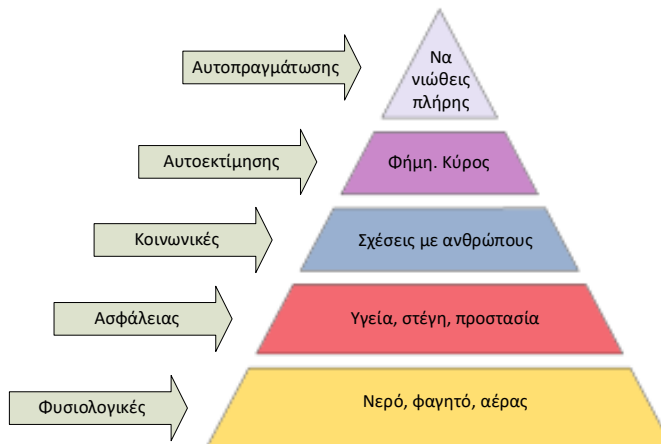 Αυτοπραγμάτωσης
Να
νιώθεις
πλήρης
Αυτοεκτίμησης
Φήμη. Κύρος
Κοινωνικές
Σχέσεις με ανθρώπους
Ασφάλειας
Υγεία, στέγη, προστασία
Φυσιολογικές
Νερό, φαγητό, αέρας